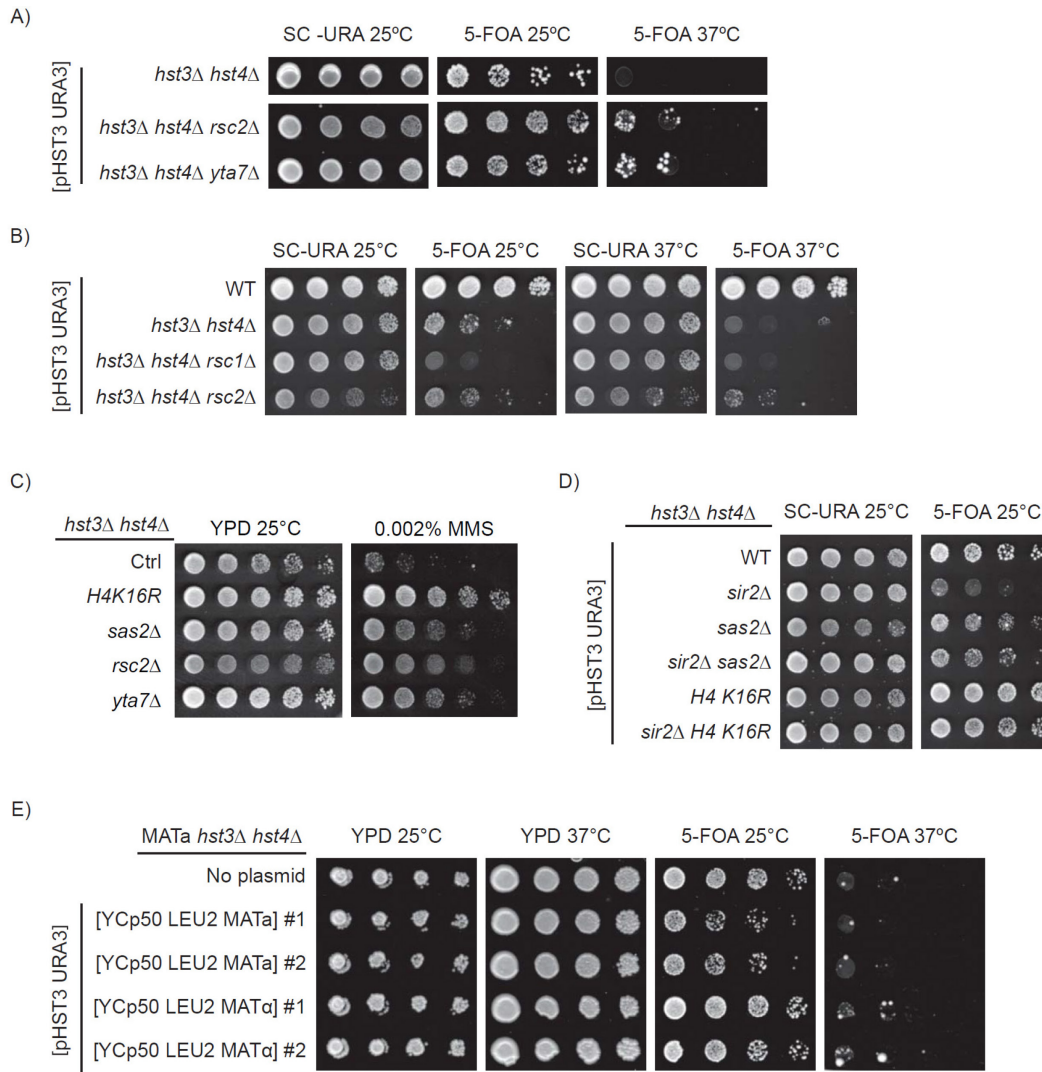 A)
SC -URA 25ºC 5-FOA 25ºC 5-FOA 37ºC
[pHST3 URA3]
hst3Δ hst4Δ
hst3Δ hst4Δ rsc2Δ
hst3Δ hst4Δ yta7Δ
B)
SC-URA 25°C 5-FOA 25°C SC-URA 37°C 5-FOA 37°C
[pHST3 URA3]
WT
hst3Δ hst4Δ
hst3Δ hst4Δ rsc1Δ
hst3Δ hst4Δ rsc2Δ
C)
hst3Δ hst4Δ YPD 25°C 0.002% MMS
Ctrl
H4K16R
sas2Δ
rsc2Δ
yta7Δ
D)
hst3Δ hst4Δ SC-URA 25°C 5-FOA 25°C
[pHST3 URA3]
WT
sir2Δ
sas2Δ
sir2Δ sas2Δ
H4 K16R
sir2Δ H4 K16R
E)
MATa hst3Δ hst4Δ YPD 25°C YPD 37°C 5-FOA 25°C 5-FOA 37ºC
No plasmid
[pHST3 URA3]
[YCp50 LEU2 MATa] #1
[YCp50 LEU2 MATa] #2
[YCp50 LEU2 MATα] #1
[YCp50 LEU2 MATα] #2